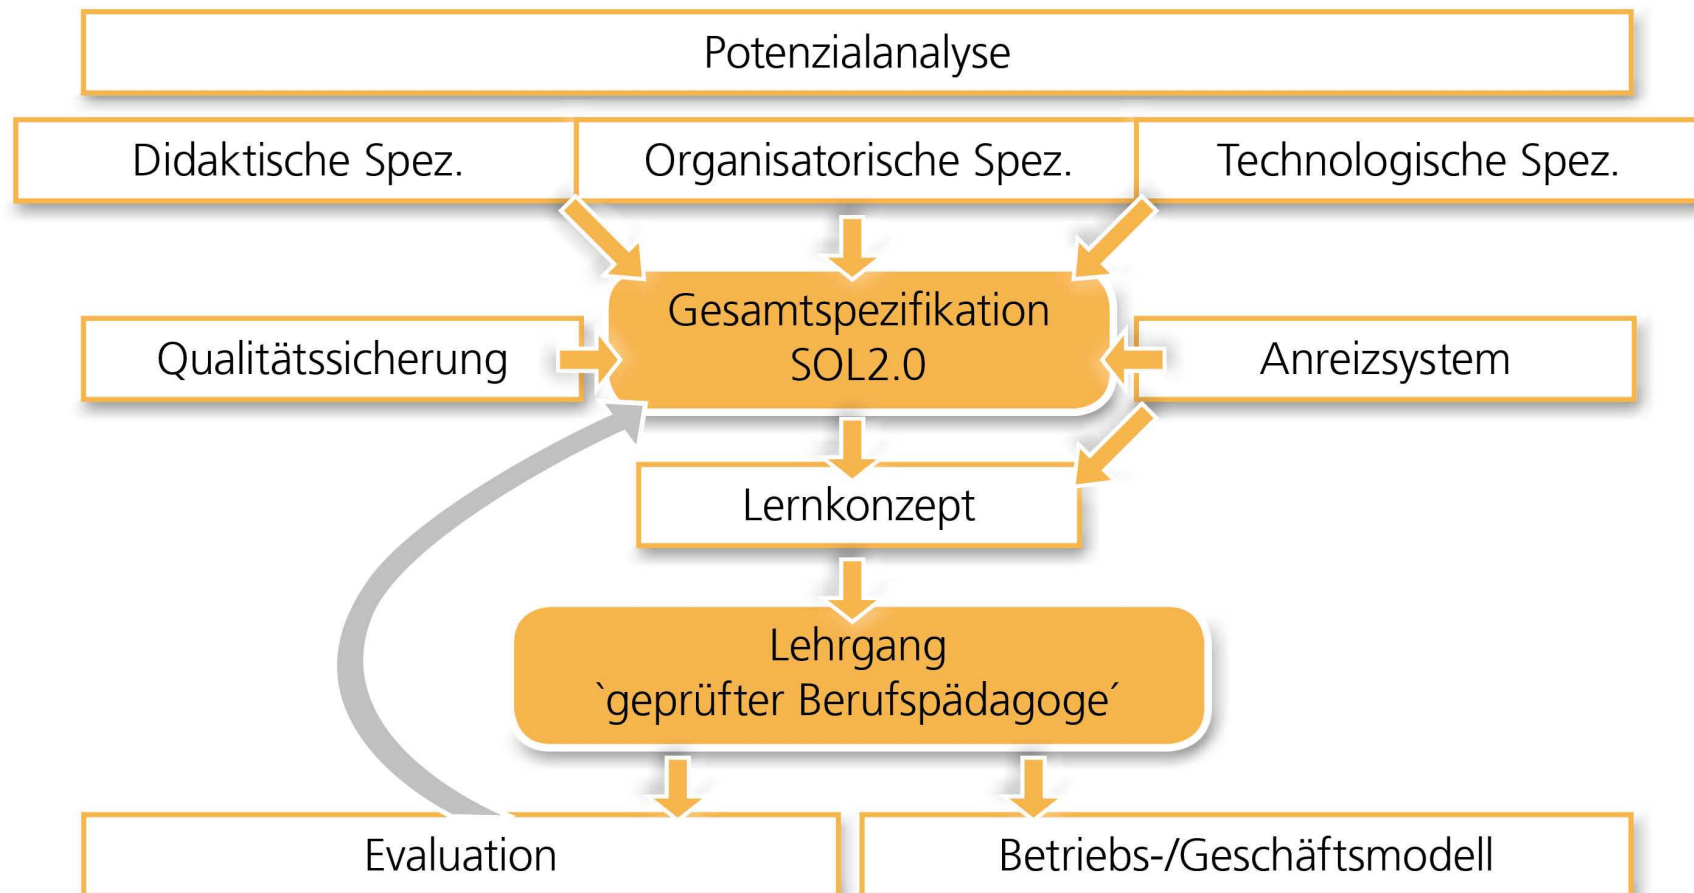 Potenzialanalyse
Didaktische Spez.
Organisatorische Spez.
Technologische Spez.
Gesamtspezifikation
SOL2.0
Qualitätssicherung
Anreizsystem
Lernkonzept
Lehrgang
`geprüfter Berufspädagoge´
Evaluation
Betriebs-/Geschäftsmodell